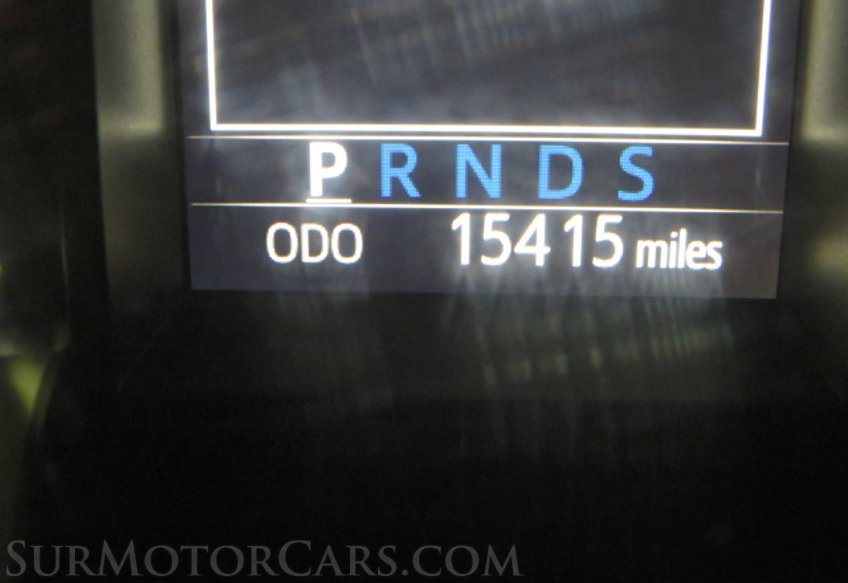 P R N D S
ODO 15415 miles
SURMOTORCARS.COM